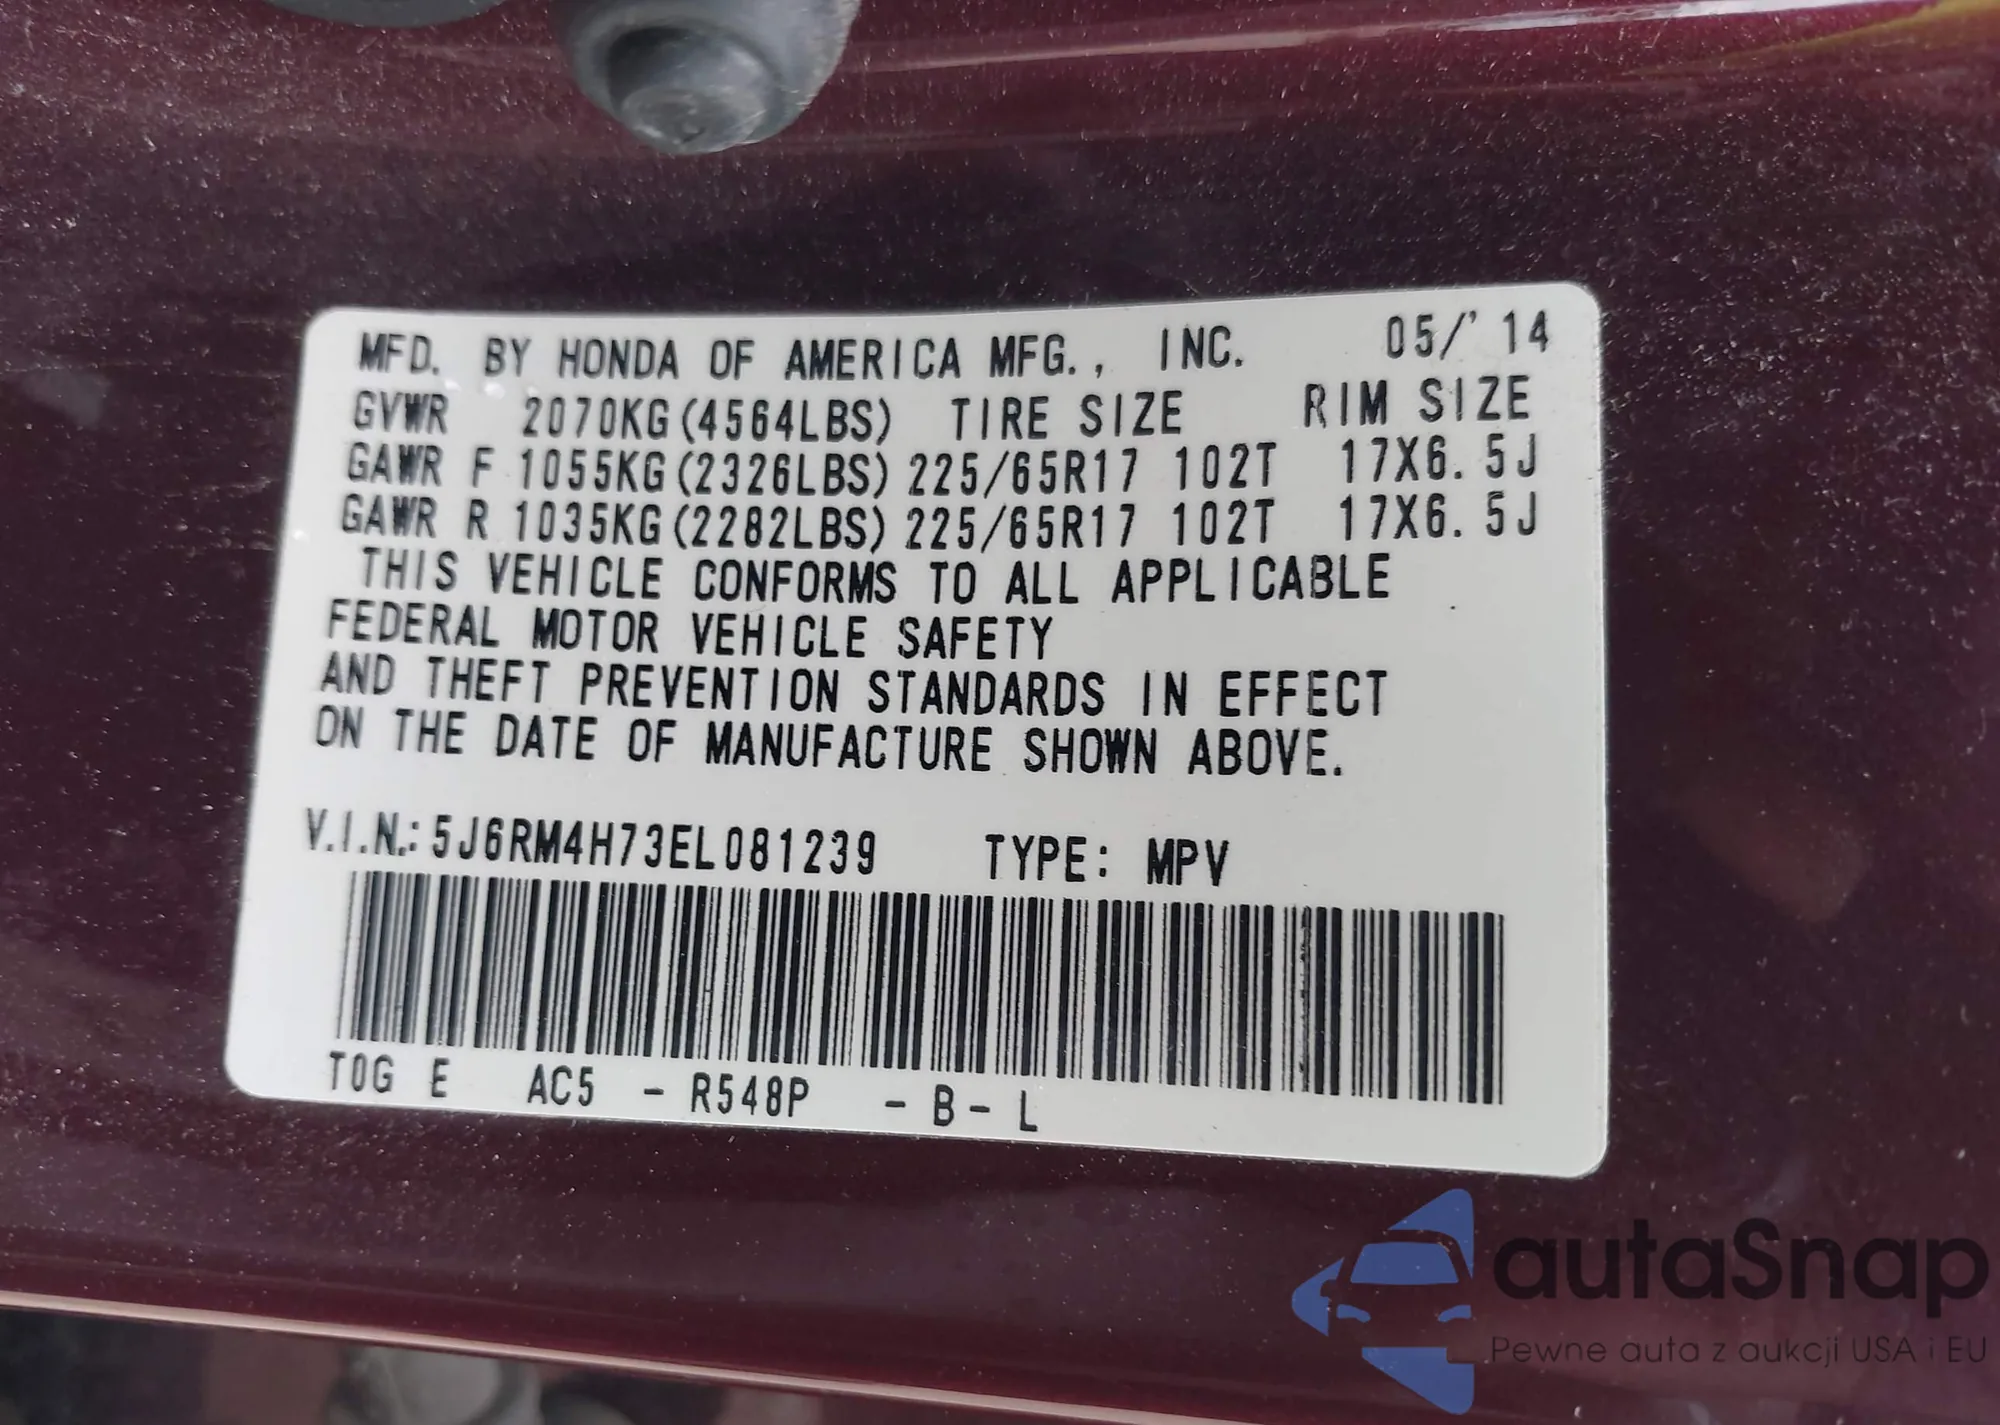 MFD. BY HONDA OF AMERICA MFG., INC. 05/'14
GVWR 2070KG(4564LBS) TIRE SIZE RIM SIZE
GAWR F 1055KG(2326LBS) 225/65R17 102T 17X6.5J
GAWR R 1035KG(2282LBS) 225/65R17 102T 17X6.5J
THIS VEHICLE CONFORMS TO ALL APPLICABLE
FEDERAL MOTOR VEHICLE SAFETY
AND THEFT PREVENTION STANDARDS IN EFFECT
ON THE DATE OF MANUFACTURE SHOWN ABOVE.
V.I.N.: 5J6RM4H73EL081239 TYPE: MPV
T0G E AC5 - R548P - B - L
autaSnap
Pewne auta z aukcji USA i EU